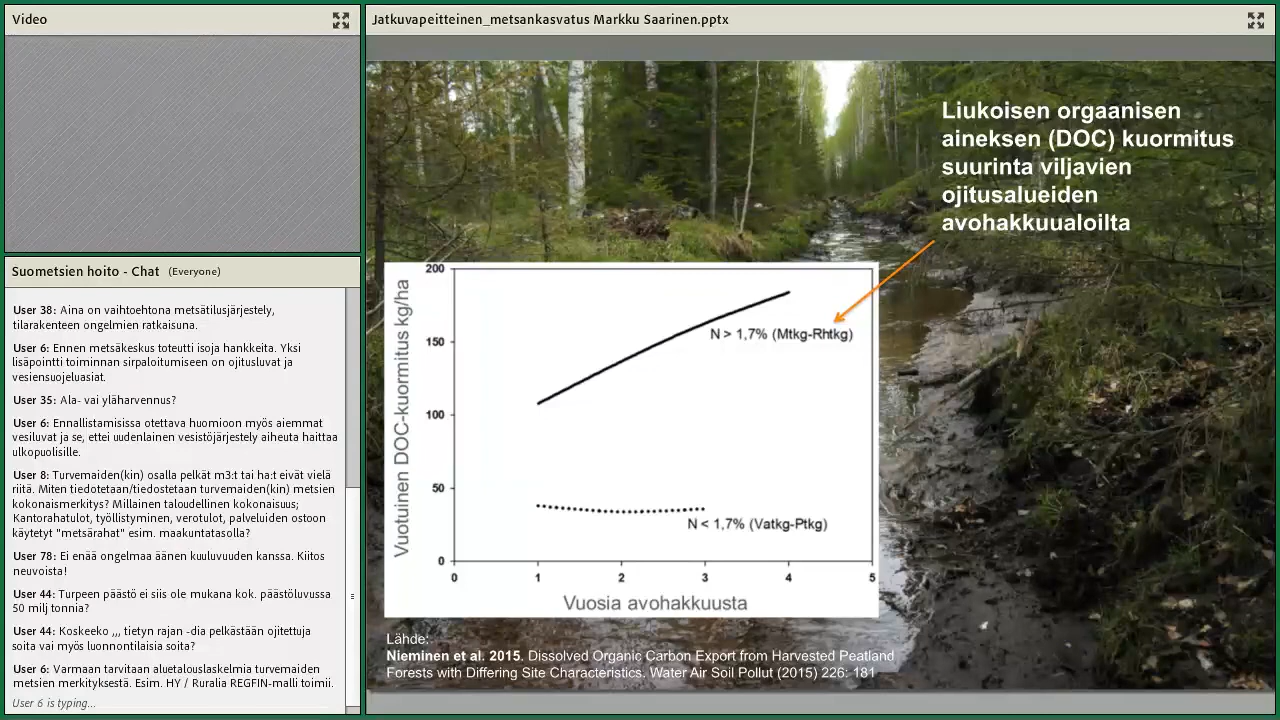 Video
Suometsien hoito - Chat (Everyone)
User 38: Aina on vaihtoehtona metsätilusjärjestely,
tilarakenteen ongelmien ratkaisuna.
User 6: Ennen metsäkeskus toteutti isoja hankkeita. Yksi
lisäpointti toiminnan sirpaloitumiseen on ojitusluvat ja
vesiensuojeluasiat.
User 35: Ala- vai yläharvennus?
User 6: Ennallistamisissa otettava huomioon myös aiemmat
vesiluvat ja se, ettei uudenlainen vesistöjärjestely aiheuta haittaa
ulkopuolisille.
User 8: Turvemaiden(kin) osalla pelkät m3:t tai ha:t eivät vielä
riitä. Miten tiedotetaan/tiedostetaan turvemaiden(kin) metsien
kokonaismerkitys? Millainen taloudellinen kokonaisuus;
Kantorahatulot, työllistyminen, verotulot, palveluiden ostoon
käytetyt "metsärahat" esim. maakuntatasolla?
User 78: Ei enää ongelmaa äänen kuuluvuuden kanssa. Kiitos
neuvoista!
User 44: Turpeen päästö ei siis ole mukana kok. päästöluvussa
50 milj tonnia?
User 44: Koskeeko ,,, tietyn rajan -dia pelkästään ojitettuja
soita vai myös luonnontilaisia soita?
User 6: Varmaan tarvitaan aluetalouslaskelmia turvemaiden
metsien merkityksestä. Esim. HY / Ruralia REGFIN-malli toimii.
User 6 is typing...
Jatkuvapeitteinen_metsankasvatus Markku Saarinen.pptx
Liukoisen orgaanisen
aineksen (DOC) kuormitus
suurinta viljavien
ojitusalueiden
avohakkuualoilta
Vuotuinen DOC-kuormitus kg/ha
200
150
100
50
0
N > 1,7% (Mtkg-Rhtkg)
N < 1,7% (Vatkg-Ptkg)
0 1 2 3 4 5
Vuosia avohakkuusta
Lähde:
Nieminen et al. 2015. Dissolved Organic Carbon Export from Harvested Peatland
Forests with Differing Site Characteristics. Water Air Soil Pollut (2015) 226: 181